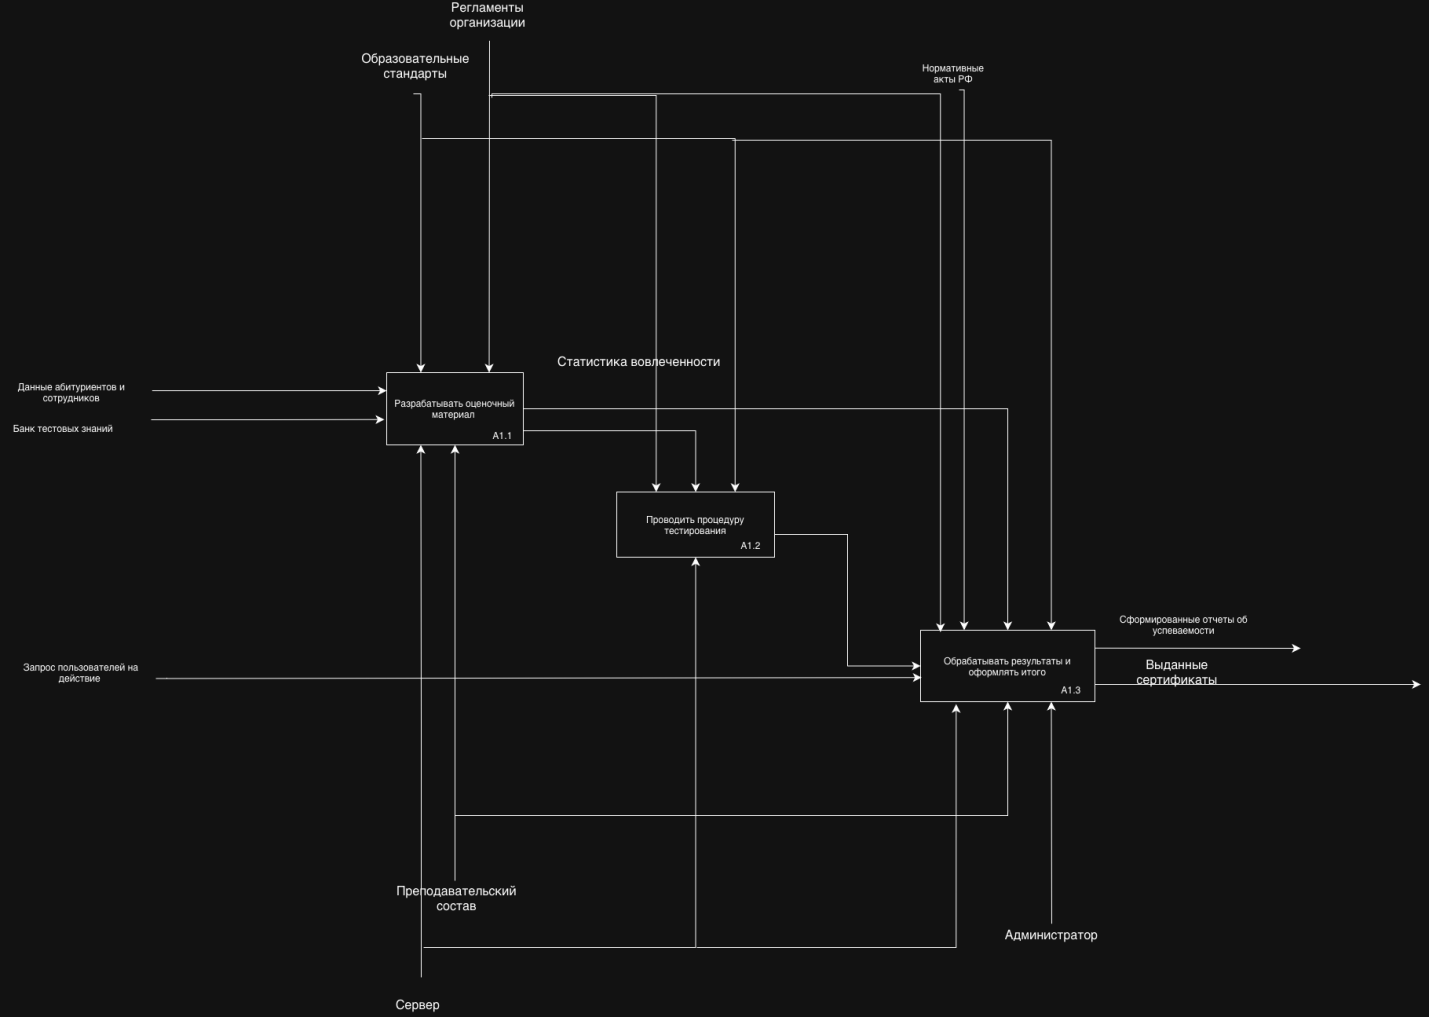 Регламенты
организации
Образовательные
стандарты
Нормативные
акты РФ
Статистика вовлеченности
Данные абитуриентов и
сотрудников
Банк тестовых знаний
Разрабатывать оценочный
материал
А1.1
Проводить процедуру
тестирования
А1.2
Сформированные отчеты об
успеваемости
Запрос пользователей на
действие
Обрабатывать результаты и
оформлять итого
А1.3
Выданные
сертификаты
Преподавательский
состав
Администратор
Сервер